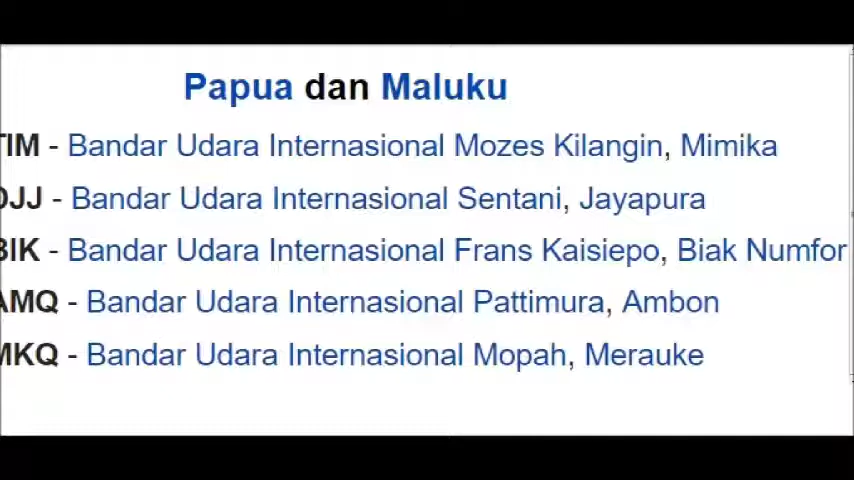 Papua dan Maluku
TIM - Bandar Udara Internasional Mozes Kilangin, Mimika
DJJ - Bandar Udara Internasional Sentani, Jayapura
BIK - Bandar Udara Internasional Frans Kaisiepo, Biak Numfor
AMQ - Bandar Udara Internasional Pattimura, Ambon
MKQ - Bandar Udara Internasional Mopah, Merauke